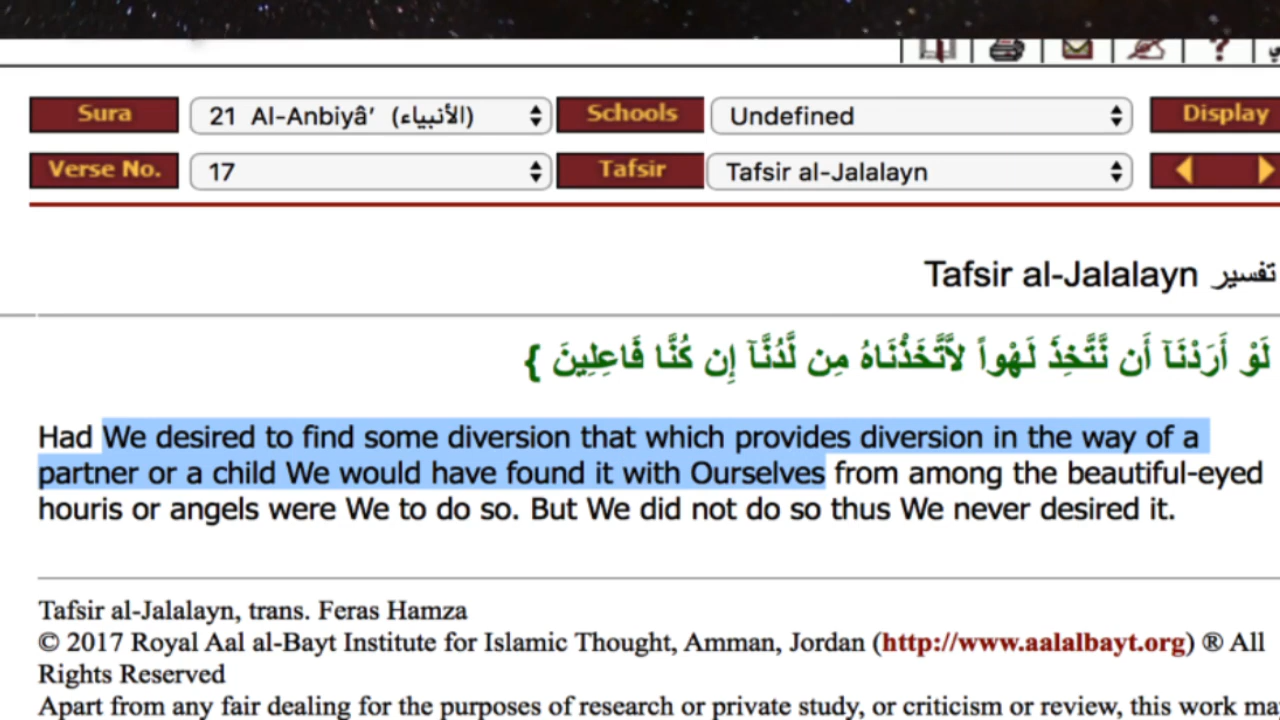 Sura 21 Al-Anbiyâ’ (الأنبياء) Schools Undefined Display
Verse No. 17 Tafsir Tafsir al-Jalalayn
Tafsir al-Jalalayn تفسير
لَوْ أَرَدْنَآ أَن نَّتَّخِذَ لَهْواً لاَّتَّخَذْنَاهُ مِن لَّدُنَّآ إِن كُنَّا فَاعِلِينَ }
Had We desired to find some diversion that which provides diversion in the way of a
partner or a child We would have found it with Ourselves from among the beautiful-eyed
houris or angels were We to do so. But We did not do so thus We never desired it.
Tafsir al-Jalalayn, trans. Feras Hamza
© 2017 Royal Aal al-Bayt Institute for Islamic Thought, Amman, Jordan (http://www.aalalbayt.org) ® All
Rights Reserved
Apart from any fair dealing for the purposes of research or private study, or criticism or review, this work may